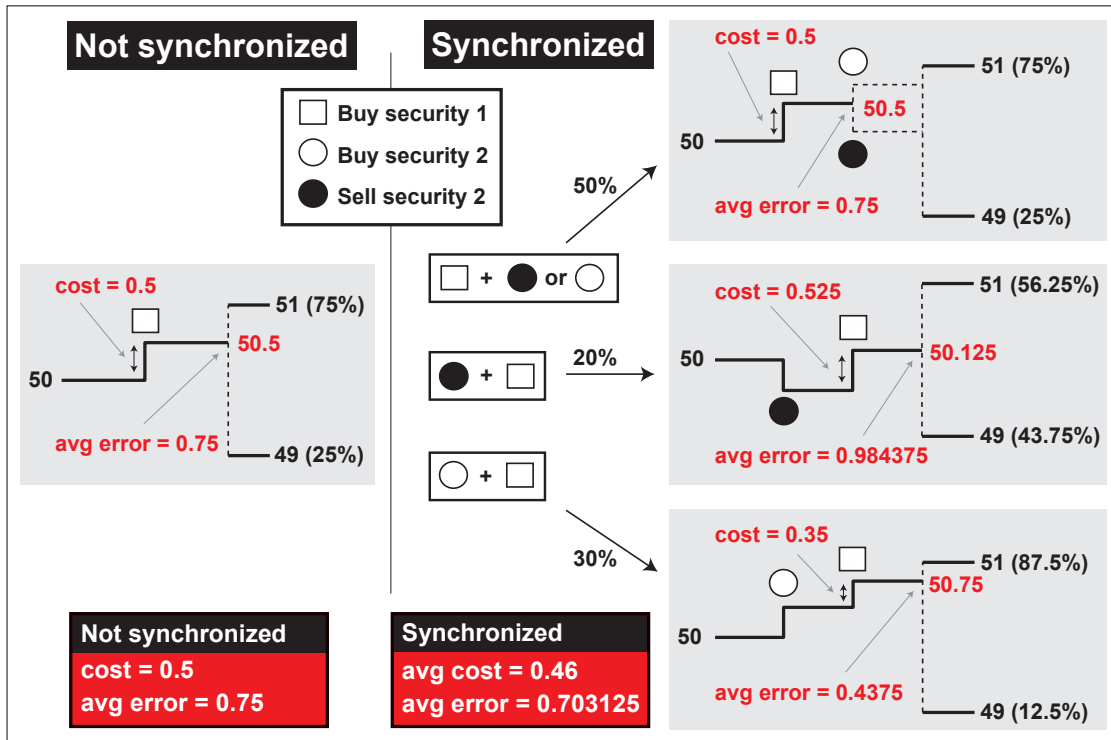 Not synchronized
Synchronized
Buy security 1
Buy security 2
Sell security 2
cost = 0.5
50
51 (75%)
50.5
avg error = 0.75
49 (25%)
50%
+ or
20%
+
+
30%
cost = 0.5
50
51 (75%)
50.5
avg error = 0.75
49 (25%)
cost = 0.525
50
51 (56.25%)
50.125
avg error = 0.984375
49 (43.75%)
cost = 0.35
50
51 (87.5%)
50.75
avg error = 0.4375
49 (12.5%)
Not synchronized
cost = 0.5
avg error = 0.75
Synchronized
avg cost = 0.46
avg error = 0.703125